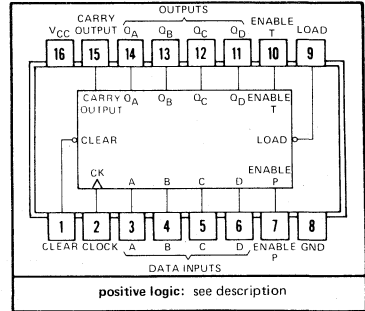 OUTPUTS
CARRY ENABLE
VCC OUTPUT QA QB QC QD T LOAD
16 15 14 13 12 11 10 9
CARRY QA QB QC QD ENABLE
OUTPUT T
CLEAR LOAD
CK ENABLE
A B C D P
1 2 3 4 5 6 7 8
CLEAR CLOCK A B C D ENABLE GND
P
DATA INPUTS
positive logic: see description